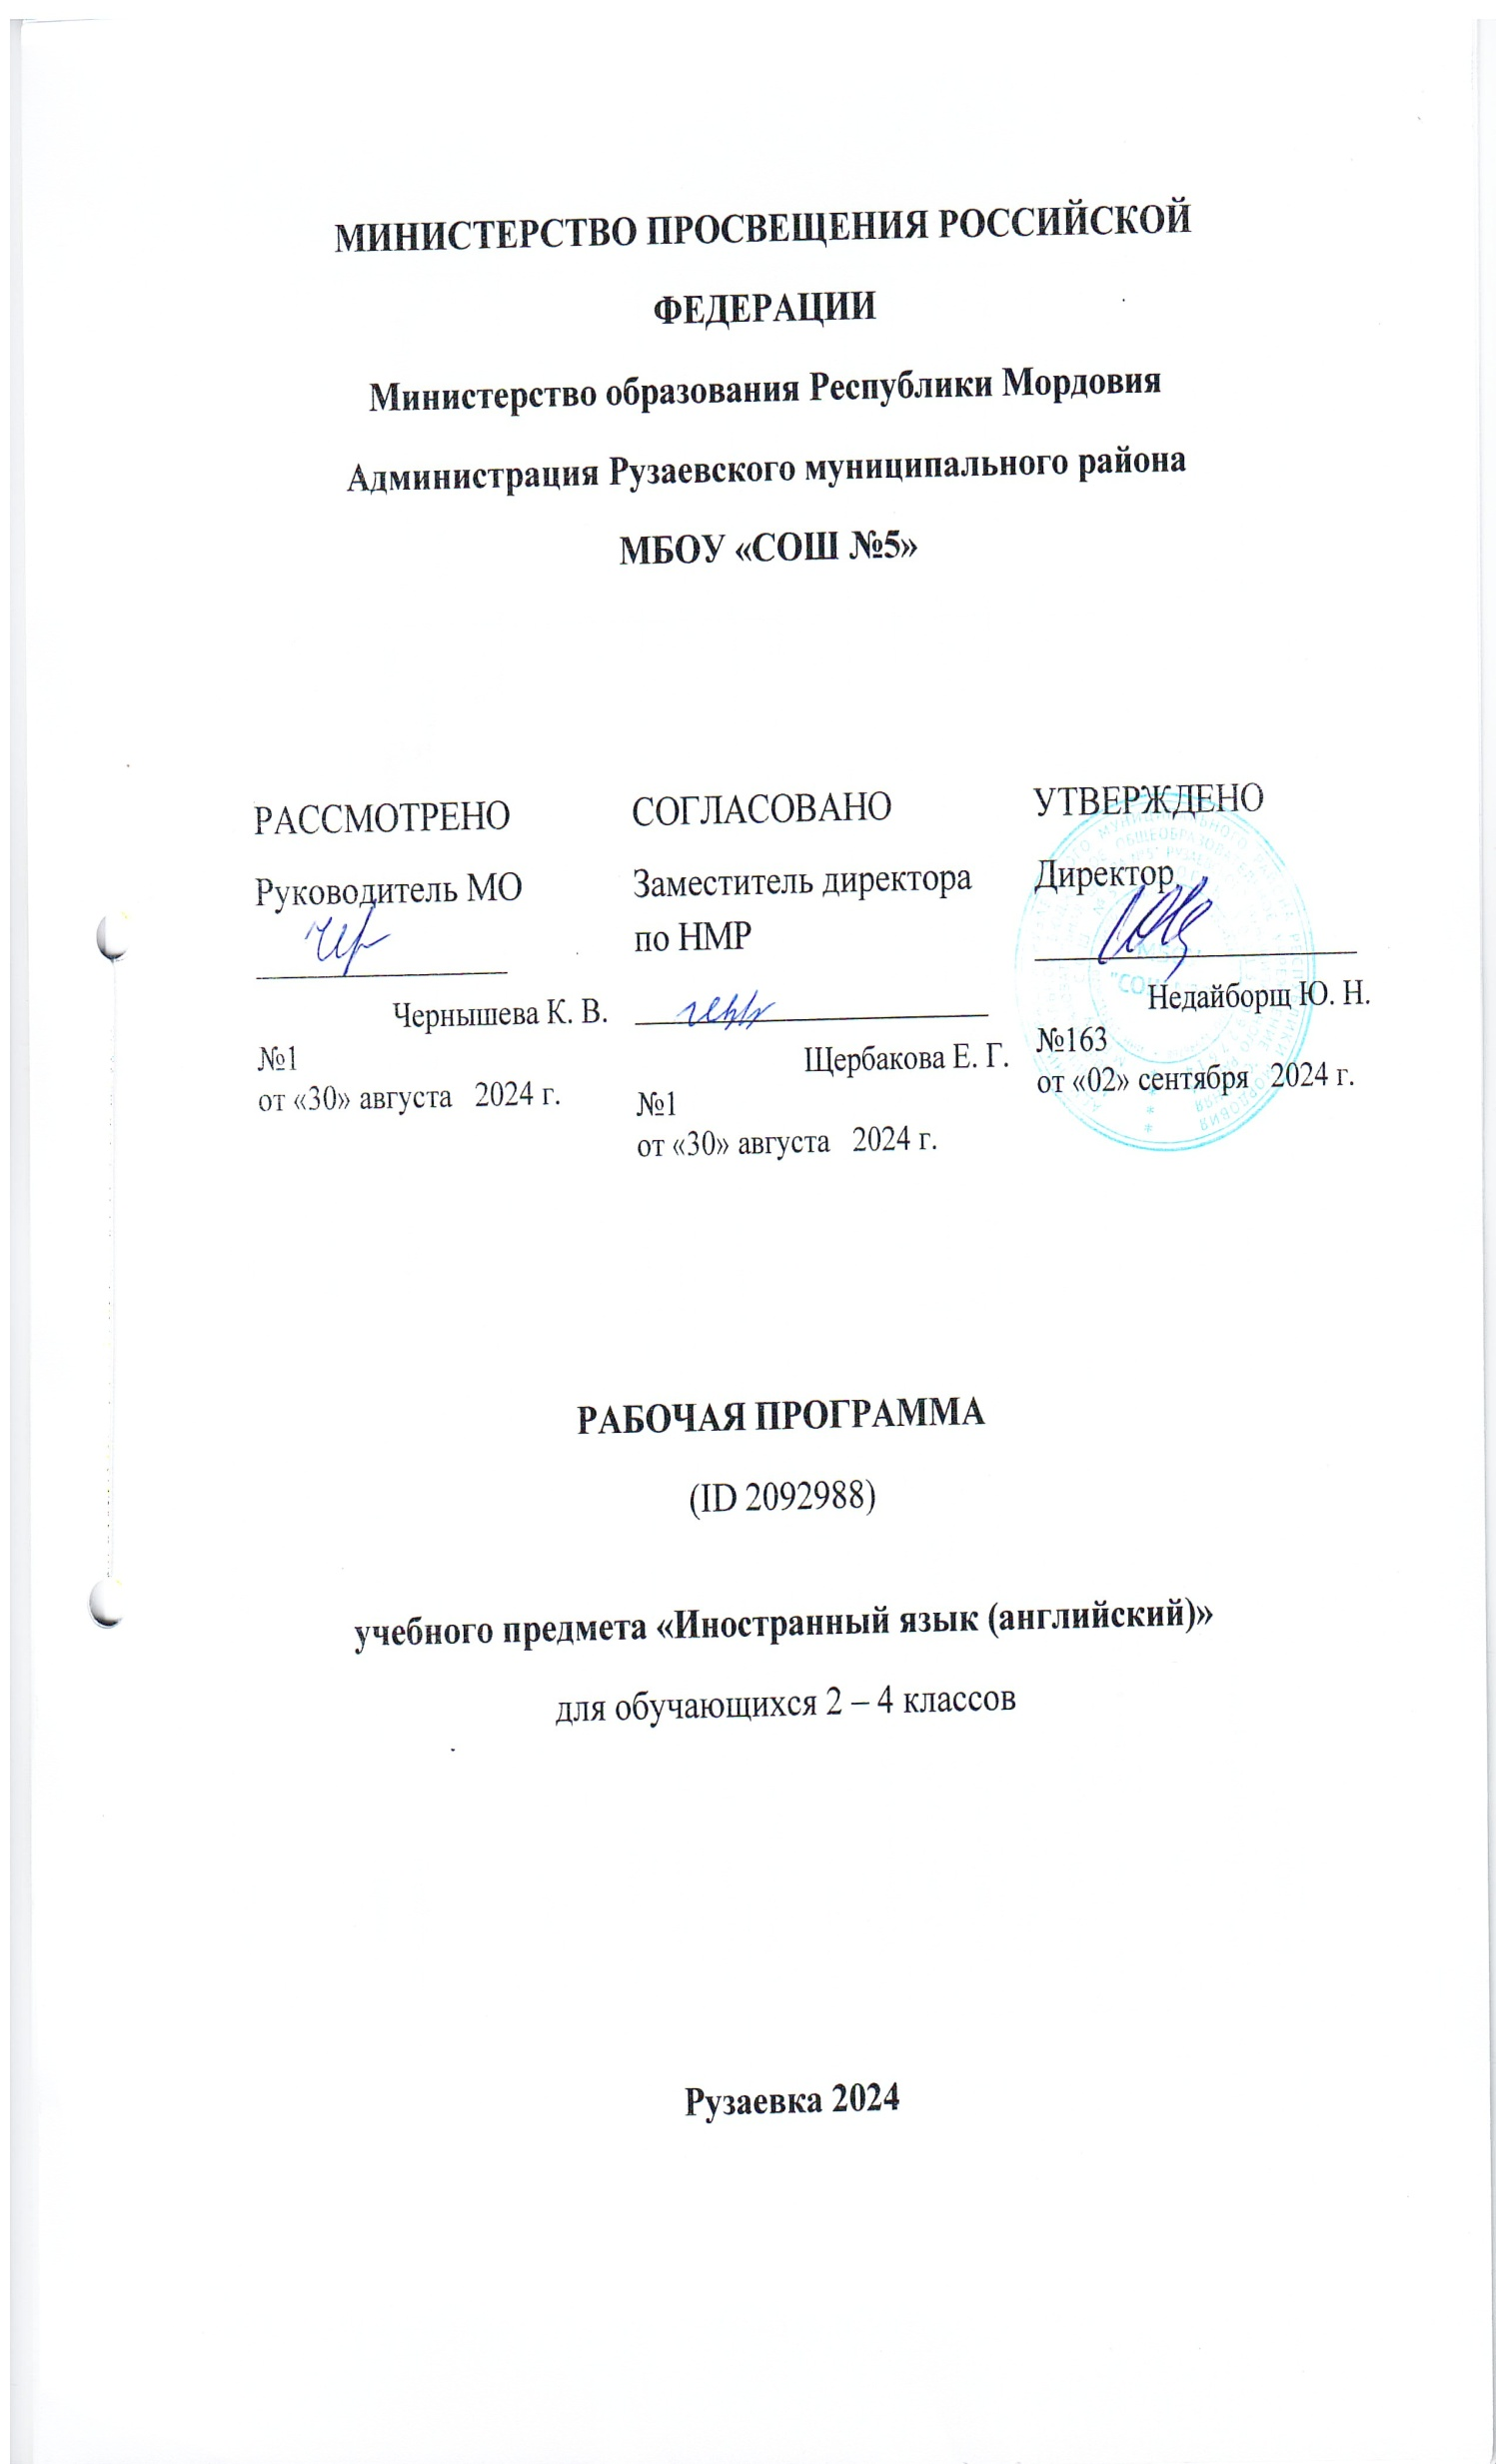 МИНИСТЕРСТВО ПРОСВЕЩЕНИЯ РОССИЙСКОЙ
ФЕДЕРАЦИИ
Министерство образования Республики Мордовия
Администрация Рузаевского муниципального района
МБОУ «СОШ №5»
РАССМОТРЕНО
Руководитель МО
Чернышева К. В.
№1
от «30» августа 2024 г.
СОГЛАСОВАНО
Заместитель директора
по НМР
Щербакова Е. Г.
№1
от «30» августа 2024 г.
УТВЕРЖДЕНО
Директор
Недайборщ Ю. Н.
№163
от «02» сентября 2024 г.
РАБОЧАЯ ПРОГРАММА
(ID 2092988)
учебного предмета «Иностранный язык (английский)»
для обучающихся 2 – 4 классов
Рузаевка 2024